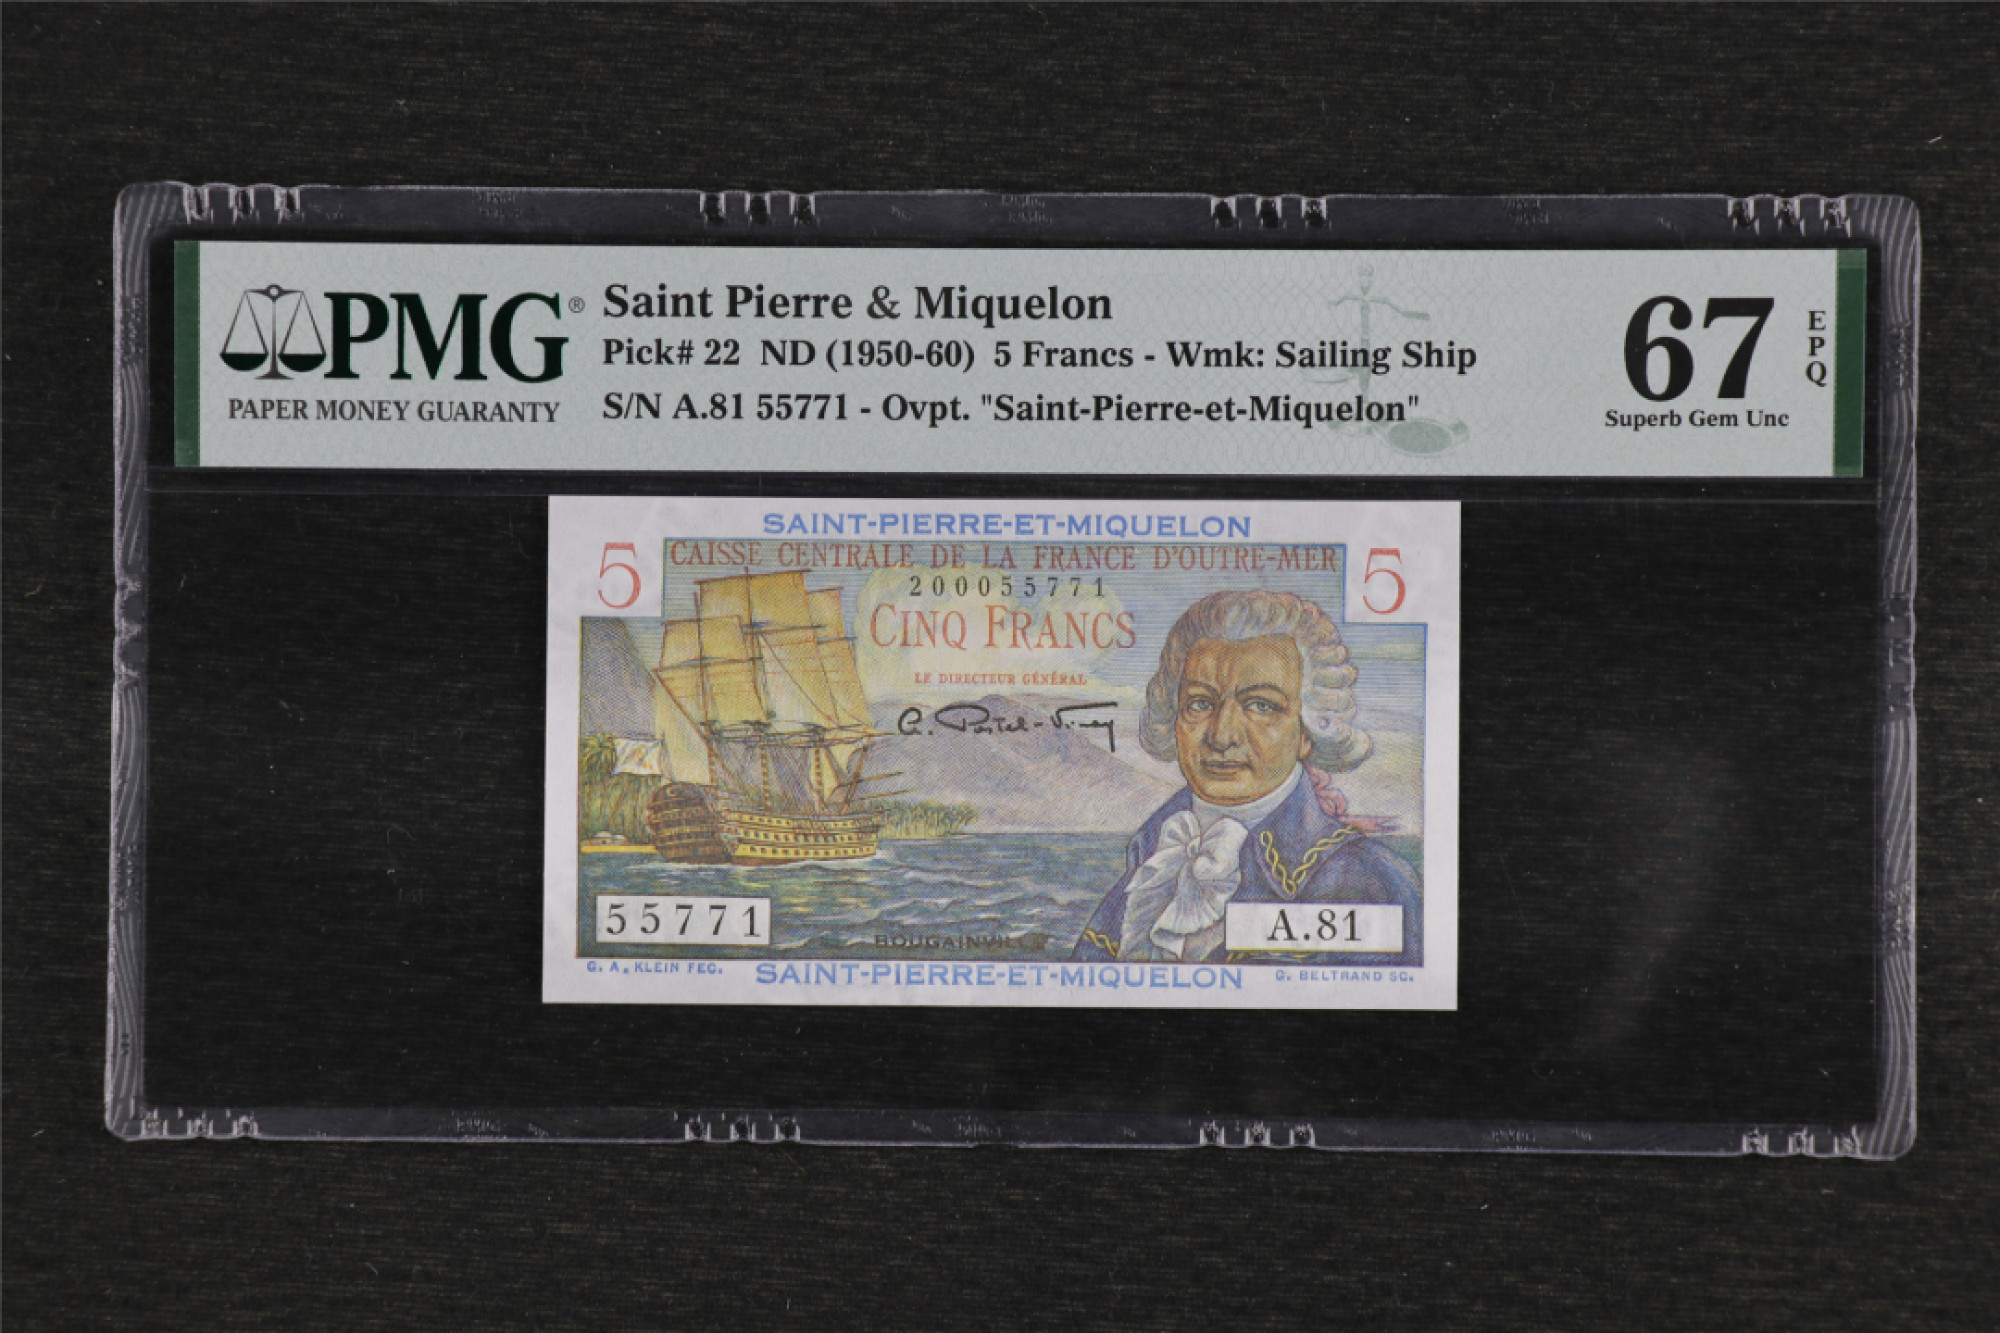 PMG®
PAPER MONEY GUARANTY
Saint Pierre & Miquelon
Pick# 22 ND (1950-60) 5 Francs - Wmk: Sailing Ship
S/N A.81 55771 - Ovpt. "Saint-Pierre-et-Miquelon"
67
EPQ
Superb Gem Unc
SAINT-PIERRE-ET-MIQUELON
5 CAISSE CENTRALE DE LA FRANCE D'OUTRE-MER 5
200055771
CINQ FRANCS
LE DIRECTEUR GÉNÉRAL
G. Postel-Vinay
55771
A.81
BOUGAINVILLE
G. A. KLEIN FEC.
SAINT-PIERRE-ET-MIQUELON
G. BELTRAND SC.